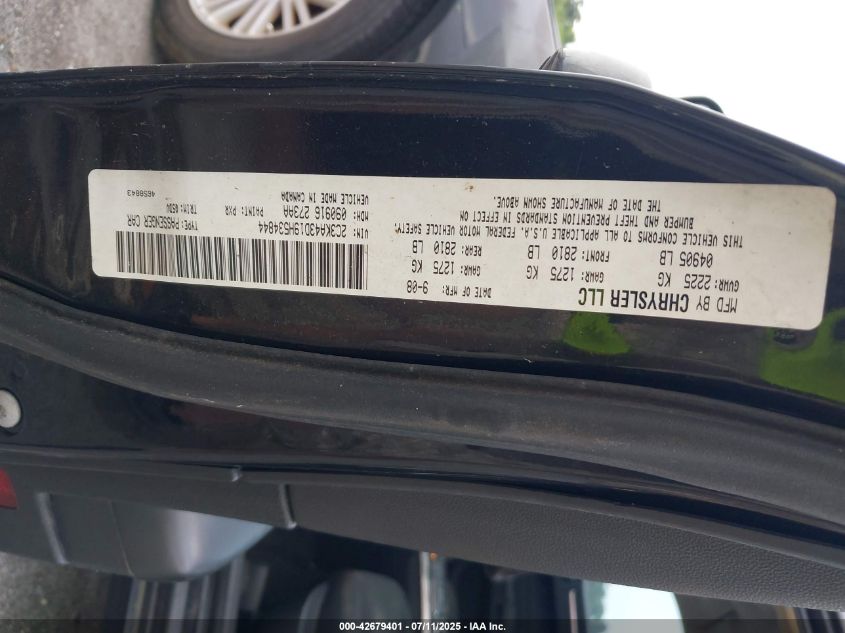 MFD BY CHRYSLER LLC
DATE OF MFR: 9-08
GVWR: 2225 KG
GAWR: 1275 KG
GAWR: 1275 KG
04905 LB
FRONT: 2810 LB
REAR: 2810 LB
THIS VEHICLE CONFORMS TO ALL APPLICABLE U.S.A. FEDERAL MOTOR VEHICLE SAFETY,
BUMPER AND THEFT PREVENTION STANDARDS IN EFFECT ON
THE DATE OF MANUFACTURE SHOWN ABOVE.
VIN: 2C3KA43D19H534844
TYPE: PASSENGER CAR
MDH: 090916 273AA
PAINT: PXR
TRIM: 05DV
VEHICLE MADE IN CANADA
4658843
000-42679401 - 07/11/2025 - IAA Inc.